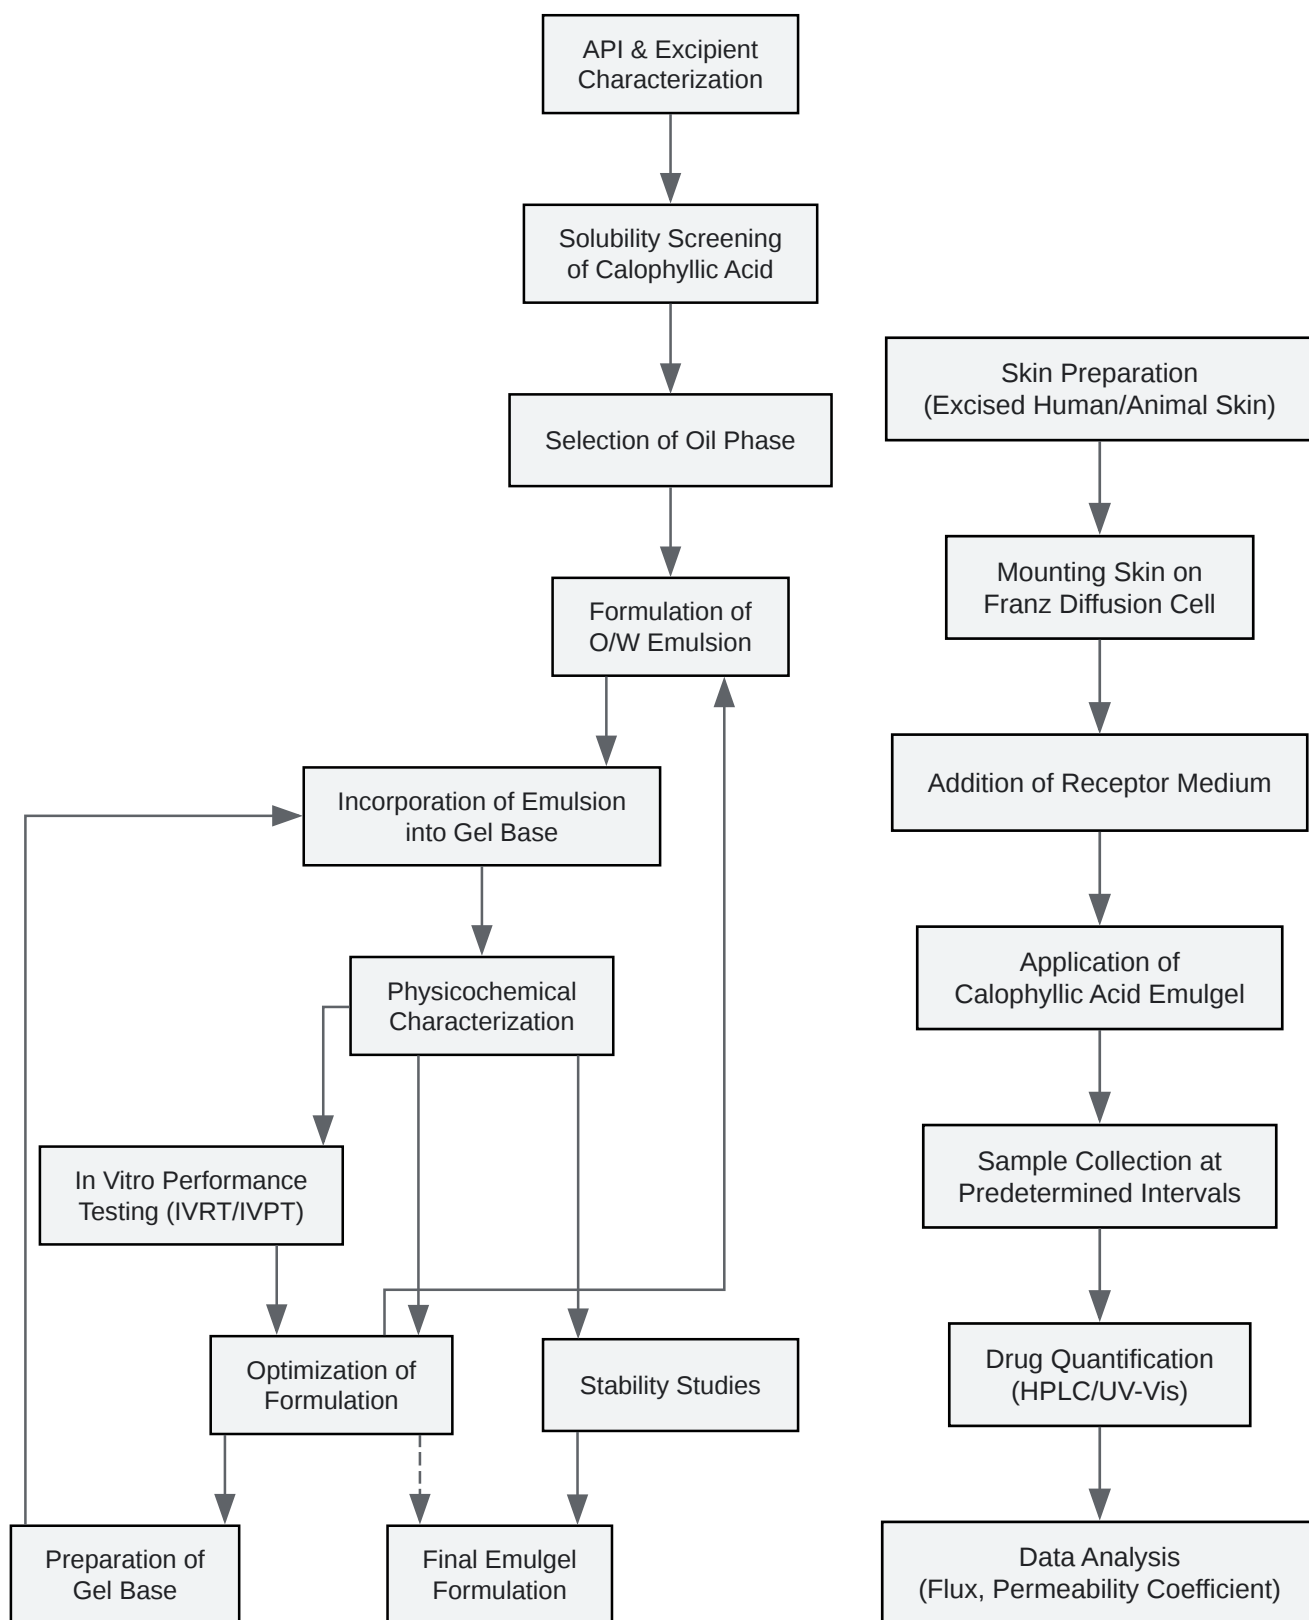 API & Excipient
Characterization
Solubility Screening
of Calophyllic Acid
Selection of Oil Phase
Formulation of
O/W Emulsion
Incorporation of Emulsion
into Gel Base
Physicochemical
Characterization
In Vitro Performance
Testing (IVRT/IVPT)
Optimization of
Formulation
Stability Studies
Preparation of
Gel Base
Final Emulgel
Formulation
Skin Preparation
(Excised Human/Animal Skin)
Mounting Skin on
Franz Diffusion Cell
Addition of Receptor Medium
Application of
Calophyllic Acid Emulgel
Sample Collection at
Predetermined Intervals
Drug Quantification
(HPLC/UV-Vis)
Data Analysis
(Flux, Permeability Coefficient)